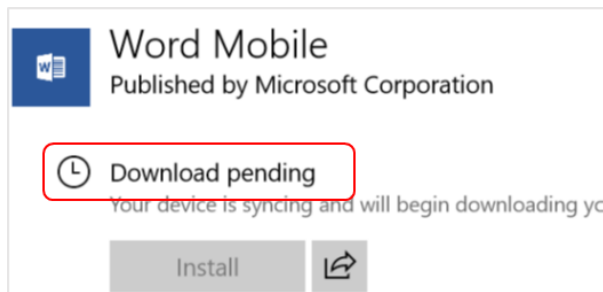 Word Mobile
Published by Microsoft Corporation
Download pending
Your device is syncing and will begin downloading
Install